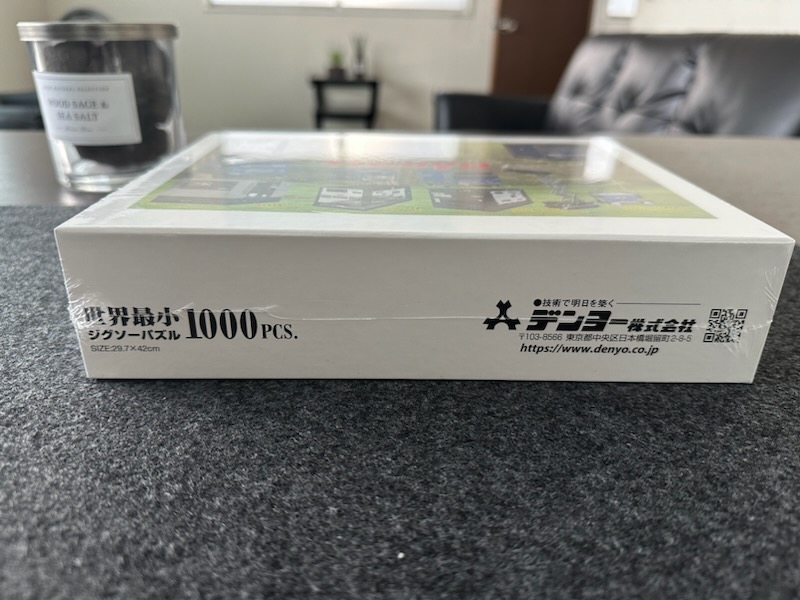 WOOD SAGE &
SEA SALT
世界最小
ジグソーパズル 1000 PCS.
SIZE:29.7×42cm
●技術で明日を築く
デンヨー株式会社
〒103-8566 東京都中央区日本橋堀留町2-8-5
https://www.denyo.co.jp